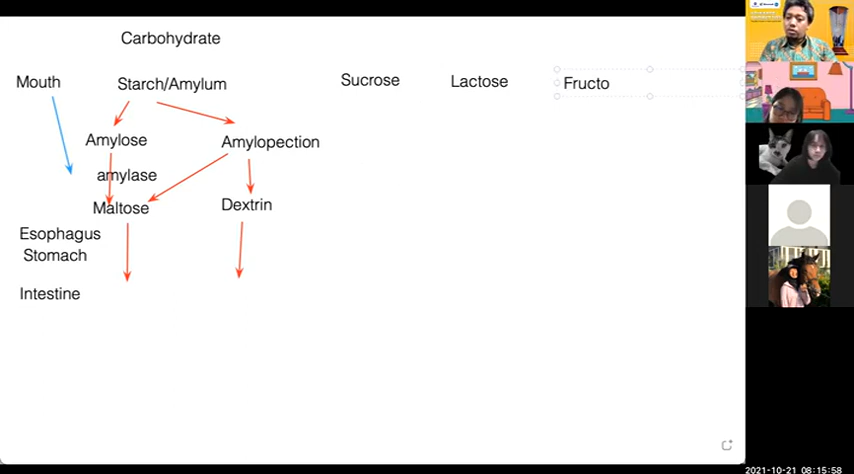 Carbohydrate
Mouth
Starch/Amylum
Sucrose
Lactose
Fructo
Amylose
Amylopection
amylase
Maltose
Dextrin
Esophagus
Stomach
Intestine
2021-10-21 08:15:58